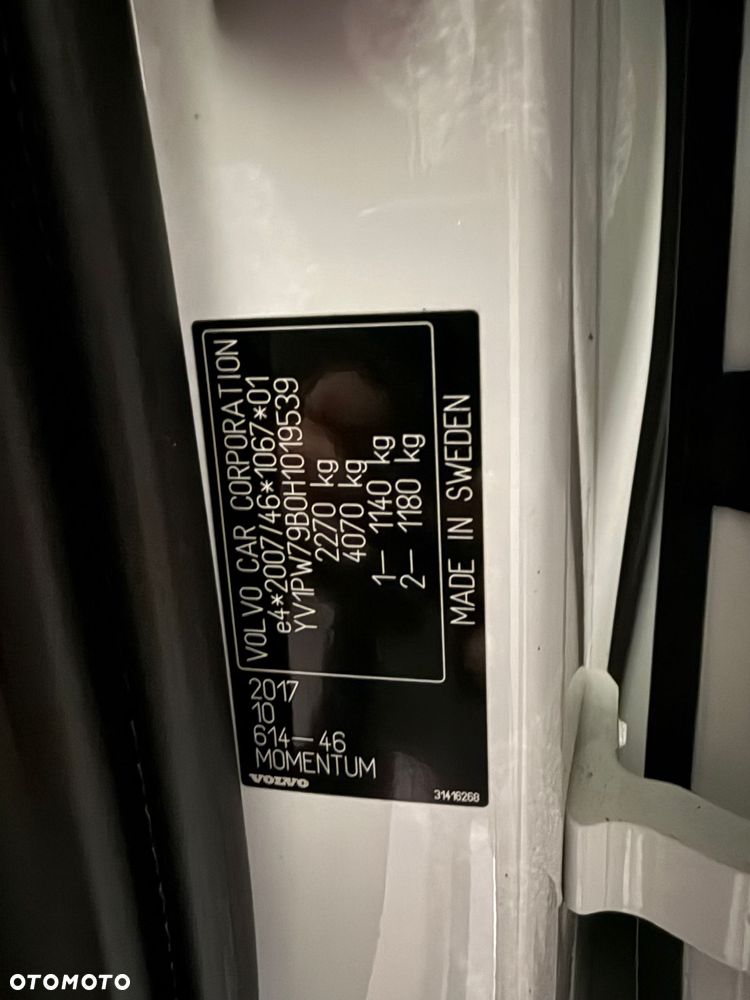 VOLVO CAR CORPORATION
e4*2007/46*1067*01
YV1PW79B0H1019539
2270 kg
4070 kg
1— 1140 kg
2— 1180 kg
MADE IN SWEDEN
2017
10
614—46
MOMENTUM
VOLVO
31416268
OTOMOTO